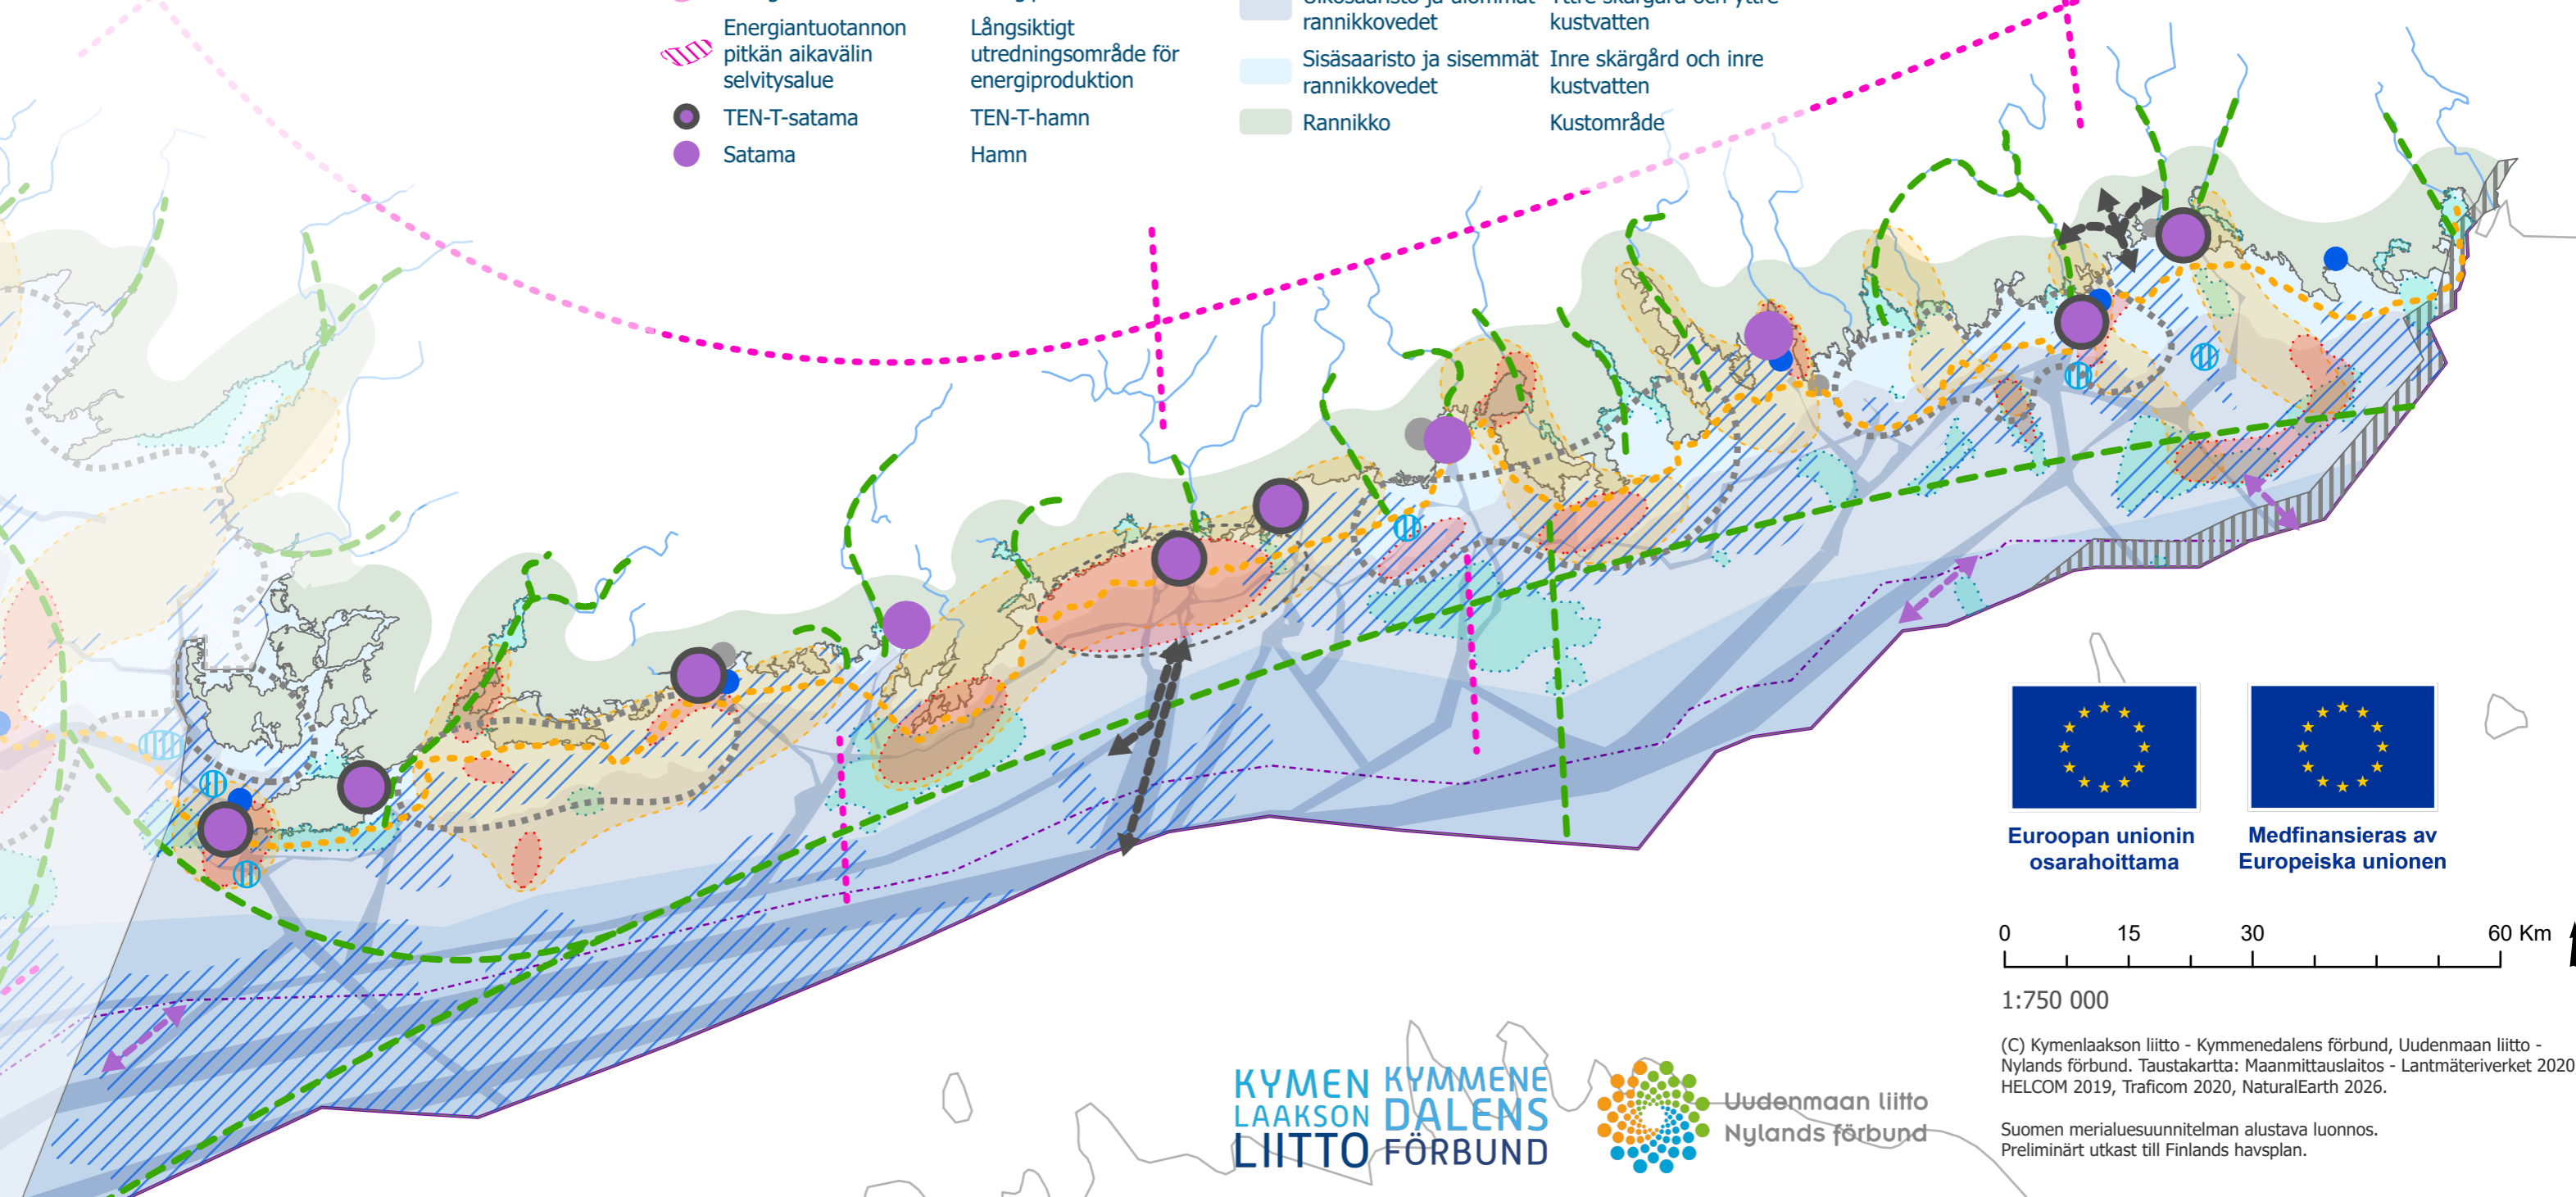 Energiantuotannon
pitkän aikavälin
selvitysalue
Långsiktigt
utredningsområde för
energiproduktion
TEN-T-satama
TEN-T-hamn
Satama
Hamn
rannikkovedet
kustvatten
Sisäsaaristo ja sisemmät
rannikkovedet
Inre skärgård och inre
kustvatten
Rannikko
Kustområde
Euroopan unionin
osarahoittama
Medfinansieras av
Europeiska unionen
0 15 30 60 Km
1:750 000
(C) Kymenlaakson liitto - Kymmenedalens förbund, Uudenmaan liitto -
Nylands förbund. Taustakartta: Maanmittauslaitos - Lantmäteriverket 2020
HELCOM 2019, Traficom 2020, NaturalEarth 2026.
Suomen merialuesuunnitelman alustava luonnos.
Preliminärt utkast till Finlands havsplan.
KYMEN
LAAKSON
LIITTO
KYMMENE
DALENS
FÖRBUND
Uudenmaan liitto
Nylands förbund